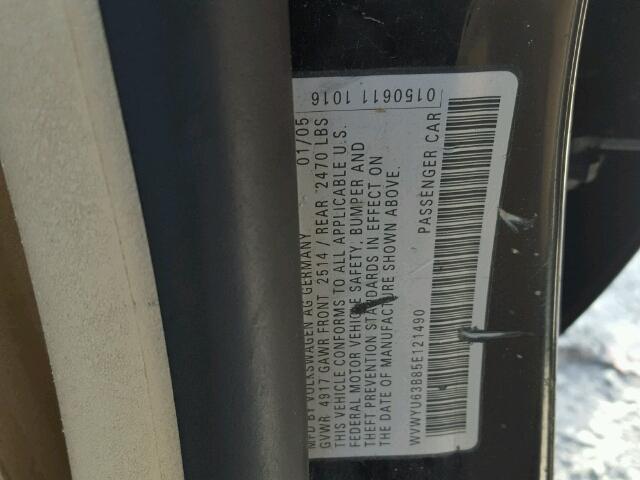 MFD BY VOLKSWAGEN AG GERMANY 01/05
GVWR 4917 GAWR FRONT 2514 / REAR 2470 LBS
THIS VEHICLE CONFORMS TO ALL APPLICABLE U.S.
FEDERAL MOTOR VEHICLE SAFETY, BUMPER AND
THEFT PREVENTION STANDARDS IN EFFECT ON
THE DATE OF MANUFACTURE SHOWN ABOVE.
WVWYU63B85E121490 PASSENGER CAR
0150611 1016